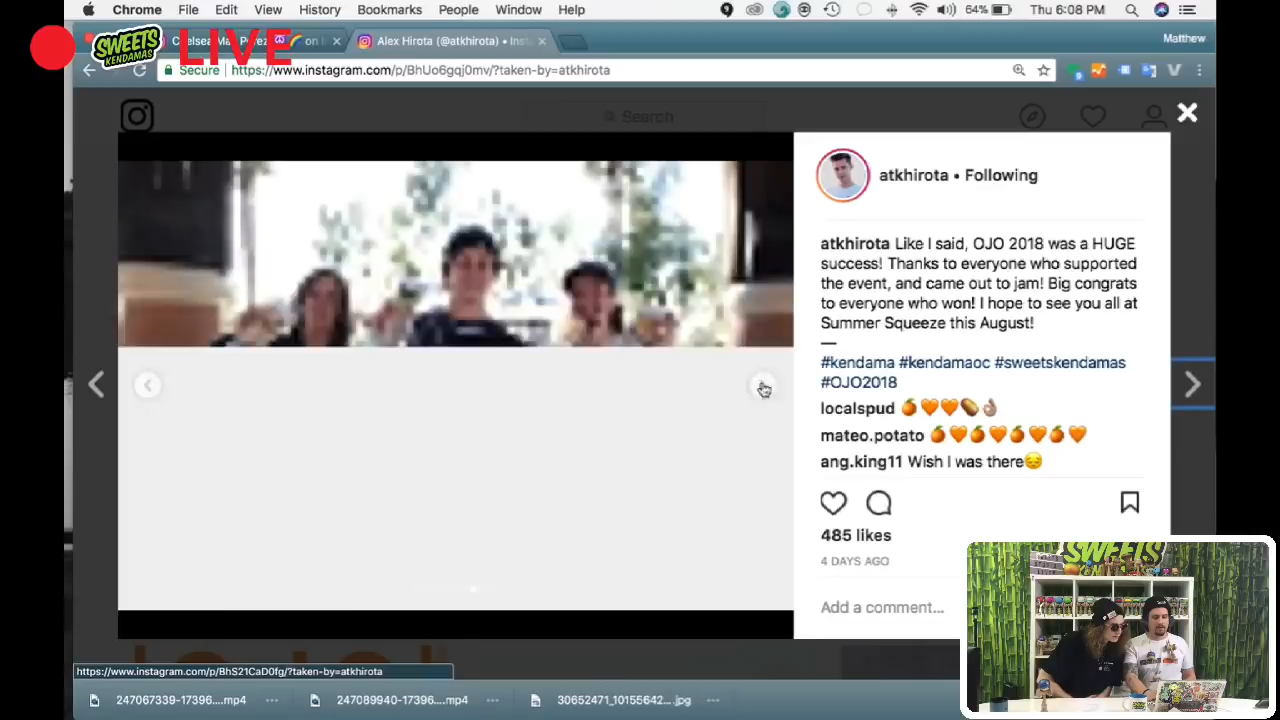 Chrome File Edit View History Bookmarks People Window Help 64% Thu 6:08 PM
SWEETS KENDAMAS LIVE
Alex Hirota (@atkhirota) • Inst
Matthew
Secure https://www.instagram.com/p/BhUo6gqj0mv/?taken-by=atkhirota
Search
atkhirota • Following
atkhirota Like I said, OJO 2018 was a HUGE
success! Thanks to everyone who supported
the event, and came out to jam! Big congrats
to everyone who won! I hope to see you all at
Summer Squeeze this August!
—
#kendama #kendamaoc #sweetskendamas
#OJO2018
localspud 🍊🧡🧡🥔👌🏽
mateo.potato 🍊🧡🍊🧡🍊🧡🍊🧡
ang.king11 Wish I was there😔
485 likes
4 DAYS AGO
Add a comment...
SWEETS
KENDAMAS
https://www.instagram.com/p/BhS21CaD0fg/?taken-by=atkhirota
247067339-17396....mp4 247089940-17396....mp4 30652471_10155642....jpg